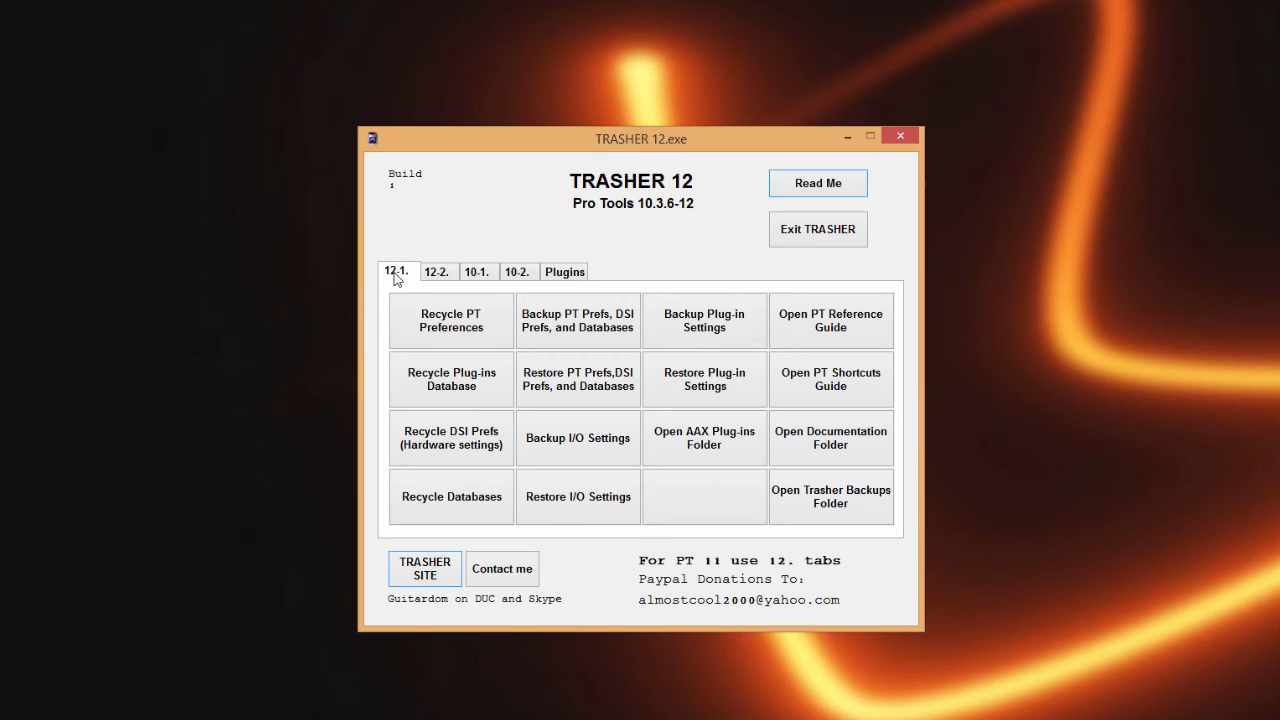 TRASHER 12.exe
Build
1
TRASHER 12
Pro Tools 10.3.6-12
Read Me
Exit TRASHER
12-1.
12-2.
10-1.
10-2.
Plugins
Recycle PT
Preferences
Backup PT Prefs, DSI
Prefs, and Databases
Backup Plug-in
Settings
Open PT Reference
Guide
Recycle Plug-ins
Database
Restore PT Prefs,DSI
Prefs, and Databases
Restore Plug-in
Settings
Open PT Shortcuts
Guide
Recycle DSI Prefs
(Hardware settings)
Backup I/O Settings
Open AAX Plug-ins
Folder
Open Documentation
Folder
Recycle Databases
Restore I/O Settings
Open Trasher Backups
Folder
TRASHER
SITE
Contact me
Guitardom on DUC and Skype
For PT 11 use 12. tabs
Paypal Donations To:
almostcool2000@yahoo.com